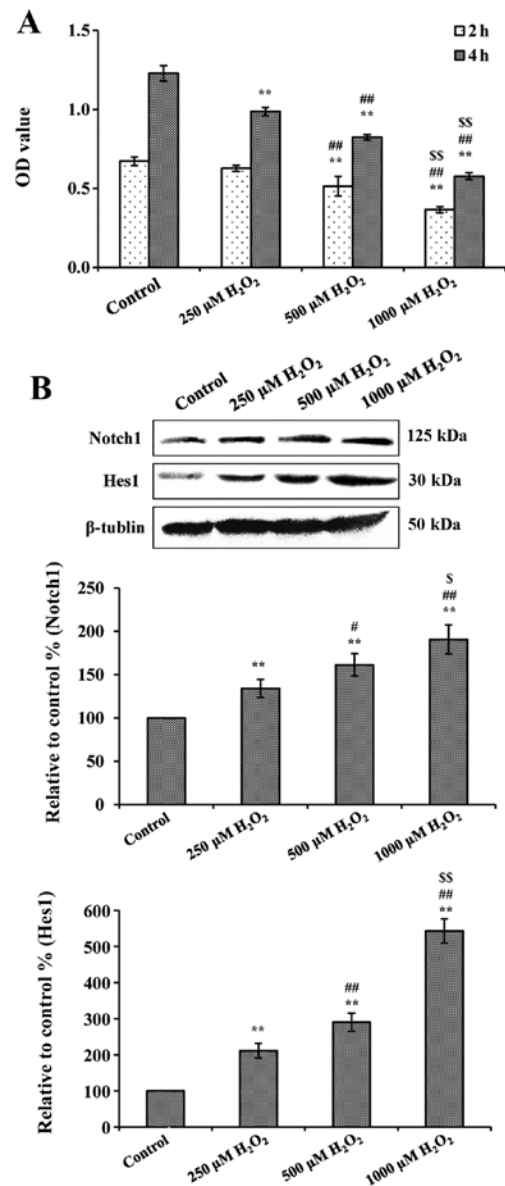 A
1.5
1.0
0.5
0.0
OD value
2 h
4 h
**
##
**
##
**
$$
##
**
$$
##
**
Control
250 µM H₂O₂
500 µM H₂O₂
1000 µM H₂O₂
B
Control
250 µM H₂O₂
500 µM H₂O₂
1000 µM H₂O₂
Notch1
125 kDa
Hes1
30 kDa
β-tublin
50 kDa
Relative to control % (Notch1)
250
200
150
100
50
0
**
#
**
$
##
**
Control
250 µM H₂O₂
500 µM H₂O₂
1000 µM H₂O₂
Relative to control % (Hes1)
600
500
400
300
200
100
0
**
##
**
$$
##
**
Control
250 µM H₂O₂
500 µM H₂O₂
1000 µM H₂O₂